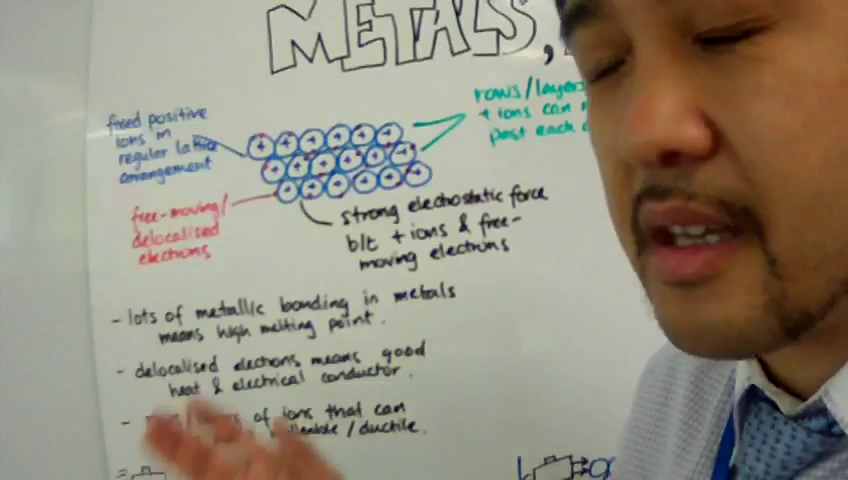 METALS,
fixed positive
ions in
regular lattice
arrangement
rows/layers
+ ions can
past each
free-moving/
delocalised
electrons
strong electrostatic force
b/t + ions & free-
moving electrons
- lots of metallic bonding in metals
means high melting point.
- delocalised electrons means good
heat & electrical conductor.
- of ions that can
malleable/ductile.